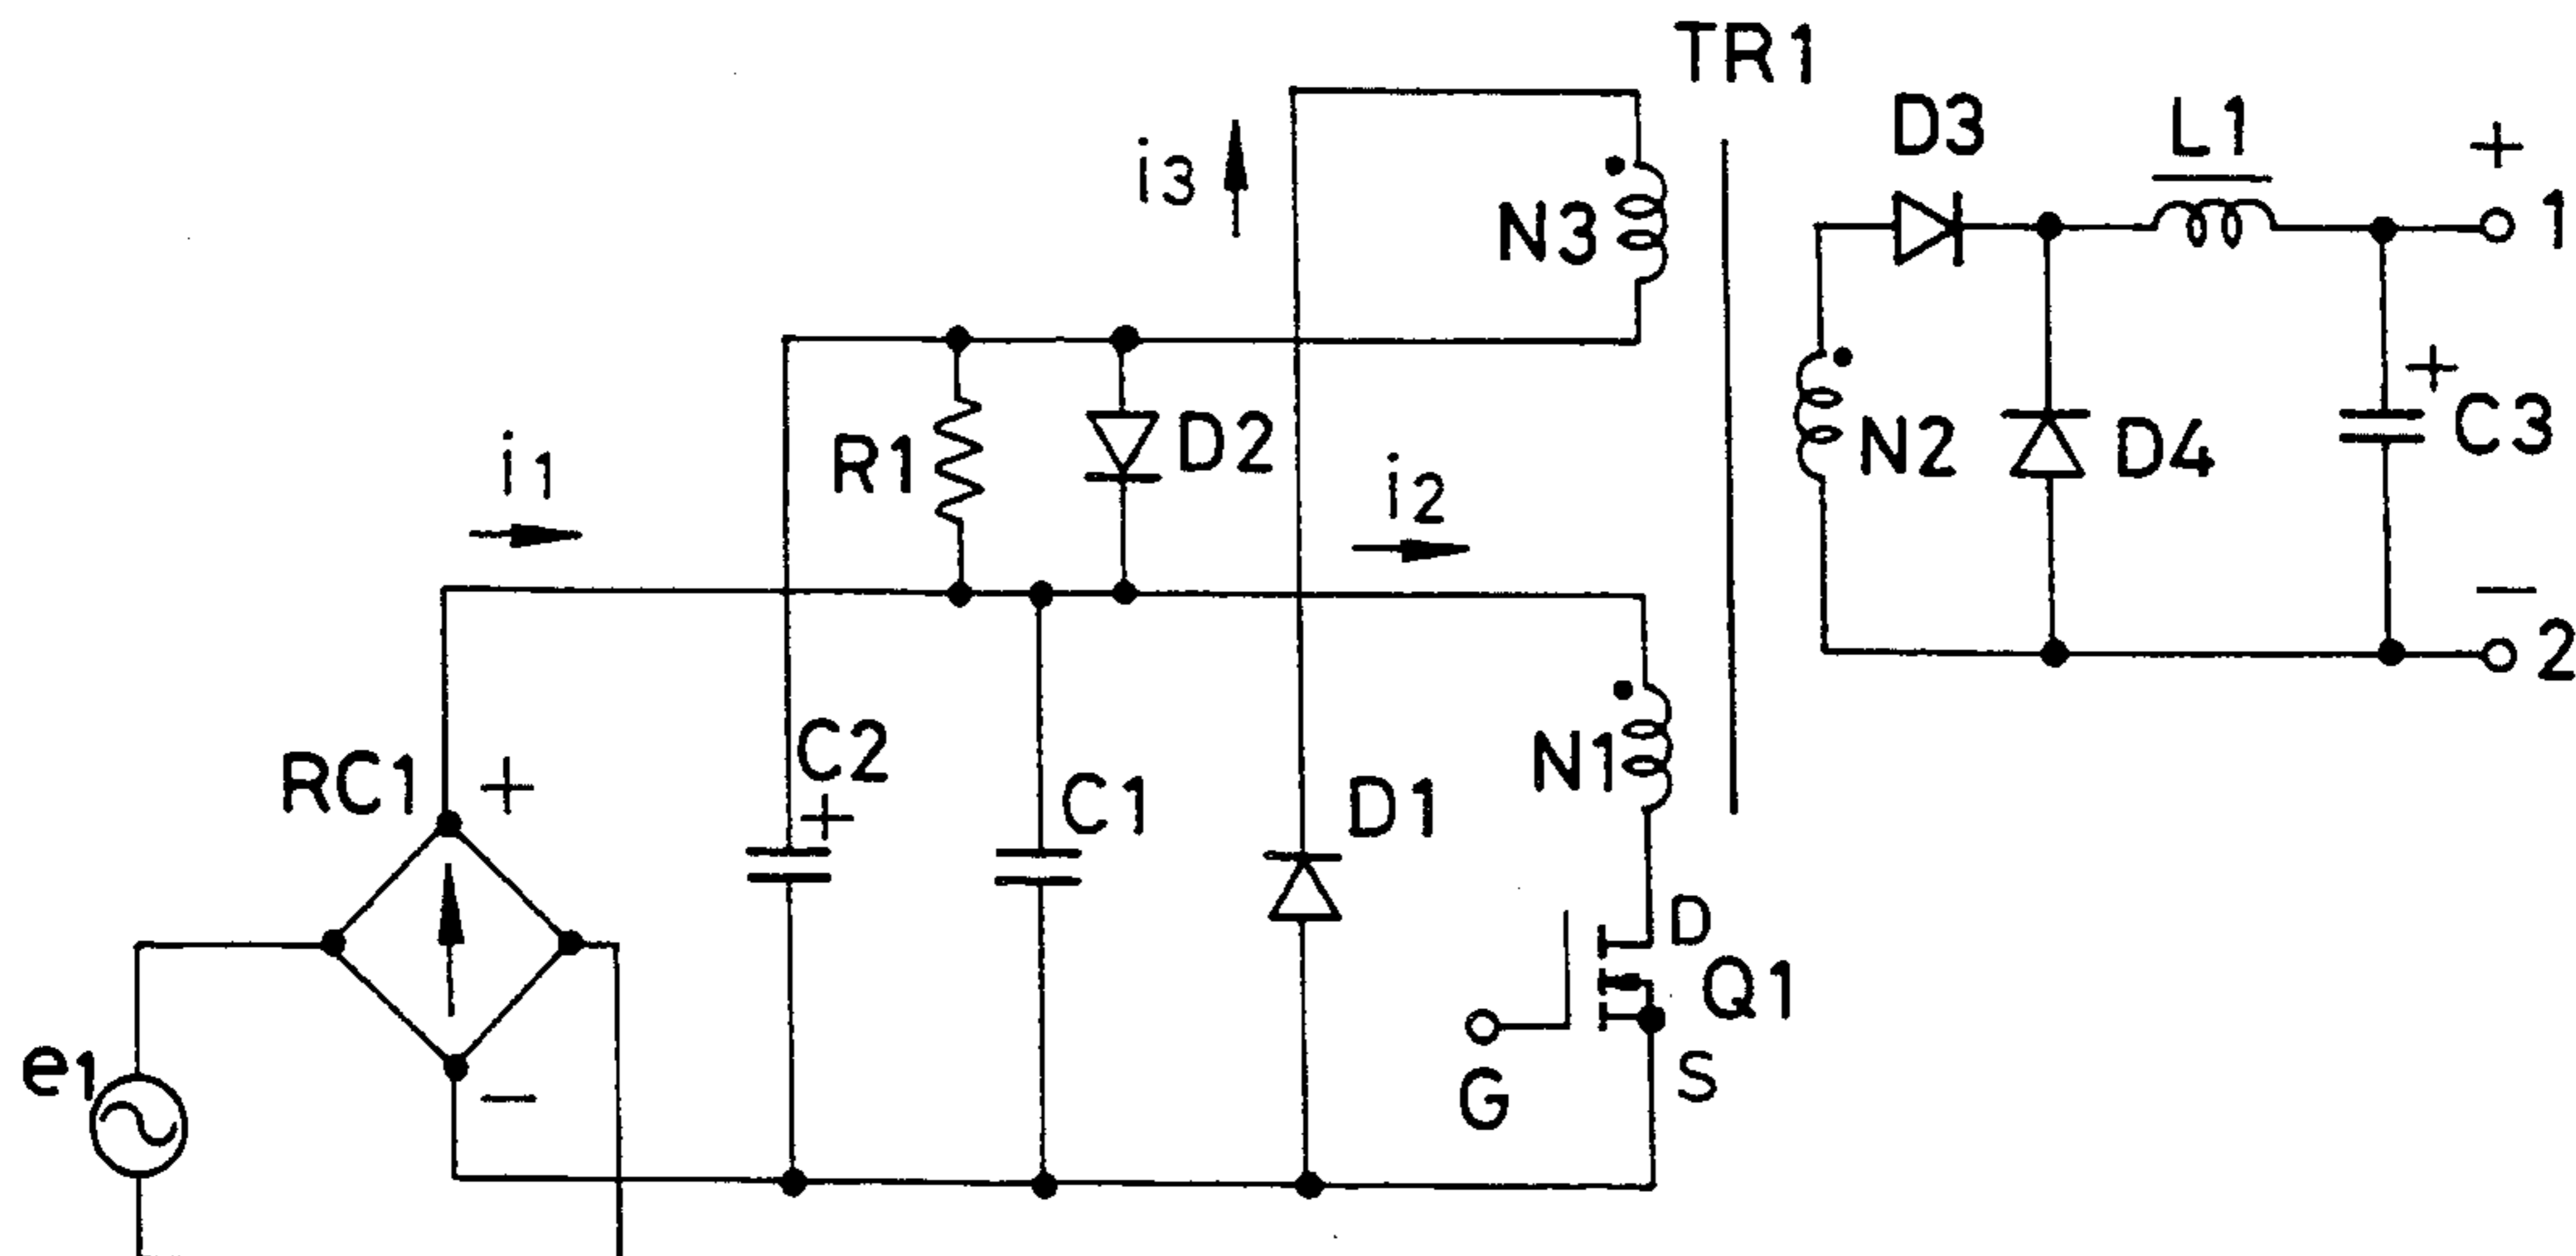 TR1
D3
L1
+
1
i3
N3
R1
D2
i1
i2
N2
D4
+
C3
−
2
RC1
+
C2
+
C1
D1
N1
D
Q1
e1
−
G
S